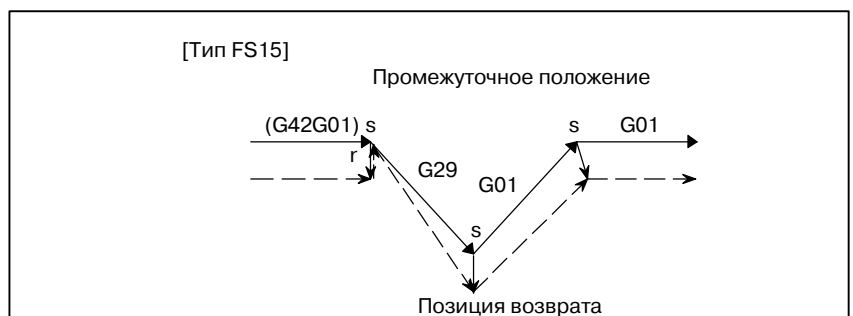 [Тип FS15]
Промежуточное положение
(G42G01) s
s
G01
r
G29
G01
s
Позиция возврата